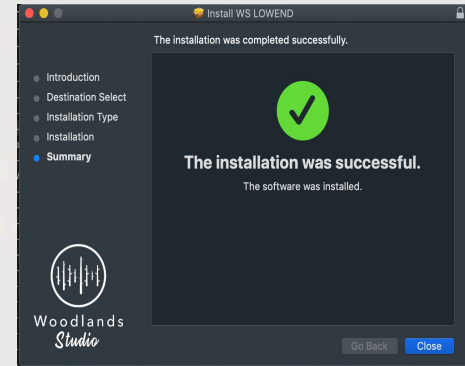 Install WS LOWEND
The installation was completed successfully.
Introduction
Destination Select
Installation Type
Installation
Summary
The installation was successful.
The software was installed.
Woodlands
Studio
Go Back
Close